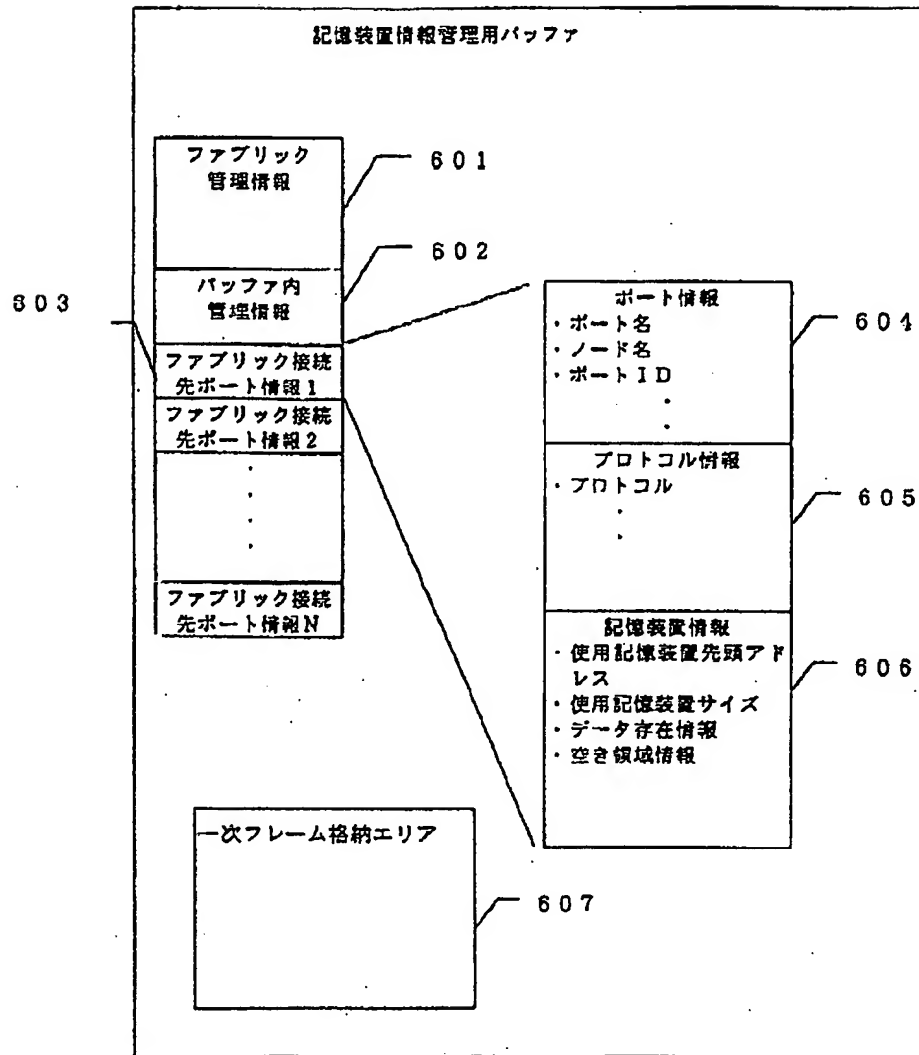 記憶装置情報管理用バッファ
ファブリック
管理情報
601
602
バッファ内
管理情報
603
ファブリック接続
先ポート情報1
ファブリック接続
先ポート情報2
・
・
・
ファブリック接続
先ポート情報N
ポート情報
・ポート名
・ノード名
・ポートID
・
・
604
プロトコル情報
・プロトコル
・
・
605
記憶装置情報
・使用記憶装置先頭アド
レス
・使用記憶装置サイズ
・データ存在情報
・空き領域情報
606
一次フレーム格納エリア
607